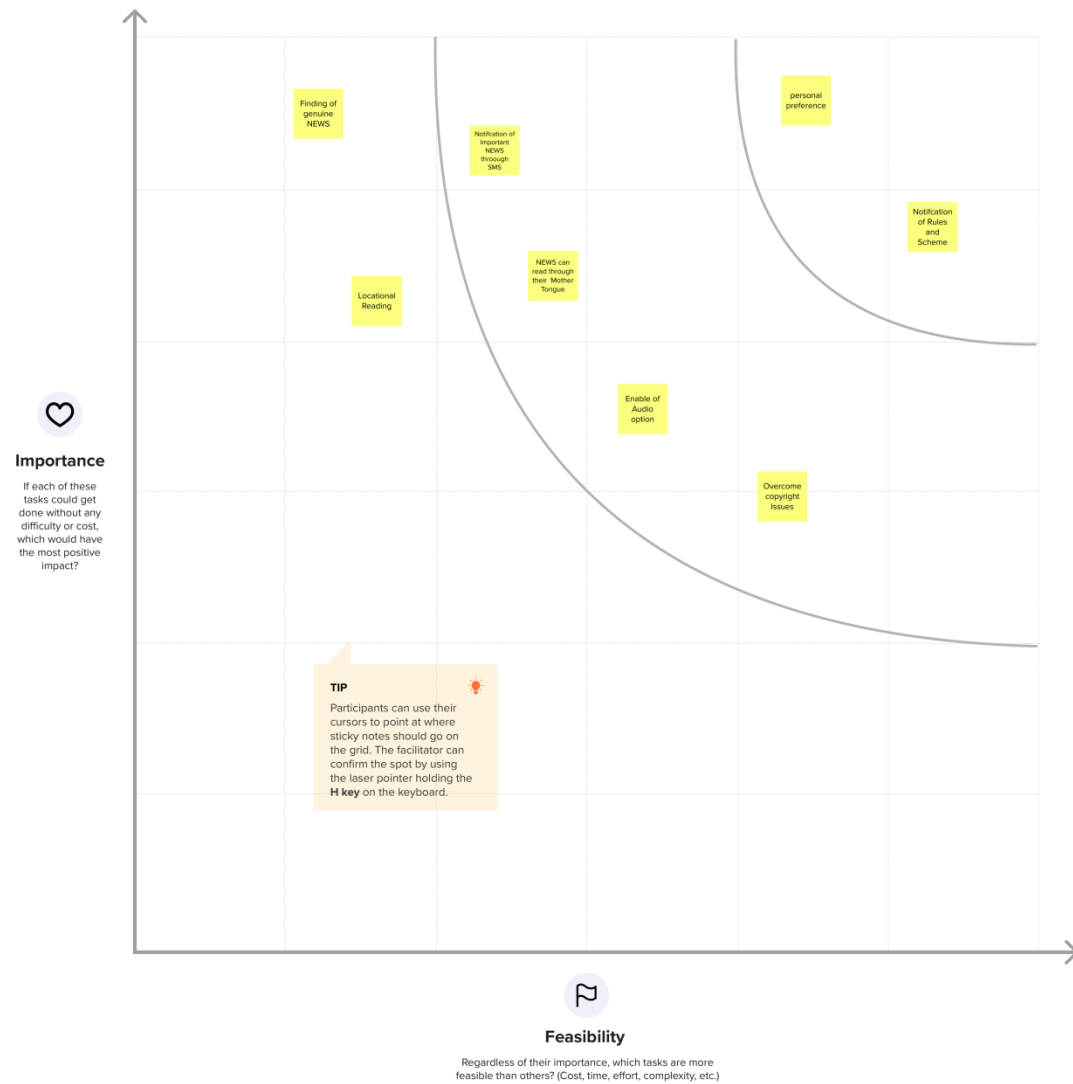 Finding of
genuine
NEWS
Notifcation of
Important
NEWS
throough
SMS
personal
preference
Notifcation
of Rules
and
Scheme
NEWS can
read through
their Mother
Tongue
Locational
Reading
Enable of
Audio
option
Overcome
copyright
Issues
Importance
If each of these
tasks could get
done without any
difficulty or cost,
which would have
the most positive
impact?
TIP
Participants can use their
cursors to point at where
sticky notes should go on
the grid. The facilitator can
confirm the spot by using
the laser pointer holding the
H key on the keyboard.
Feasibility
Regardless of their importance, which tasks are more
feasible than others? (Cost, time, effort, complexity, etc.)